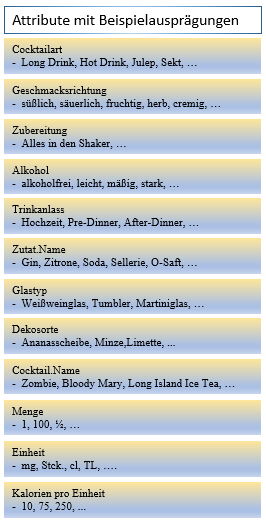 Attribute mit Beispielausprägungen
Cocktailart
- Long Drink, Hot Drink, Julep, Sekt, …
Geschmacksrichtung
- süßlich, säuerlich, fruchtig, herb, cremig, …
Zubereitung
- Alles in den Shaker, …
Alkohol
- alkoholfrei, leicht, mäßig, stark, …
Trinkanlass
- Hochzeit, Pre-Dinner, After-Dinner, …
Zutat.Name
- Gin, Zitrone, Soda, Sellerie, O-Saft, …
Glastyp
- Weißweinglas, Tumbler, Martiniglas, …
Dekosorte
- Ananasscheibe, Minze,Limette, ...
Cocktail.Name
- Zombie, Bloody Mary, Long Island Ice Tea, …
Menge
- 1, 100, ½, …
Einheit
- mg, Stck., cl, TL, ….
Kalorien pro Einheit
- 10, 75, 250, ...